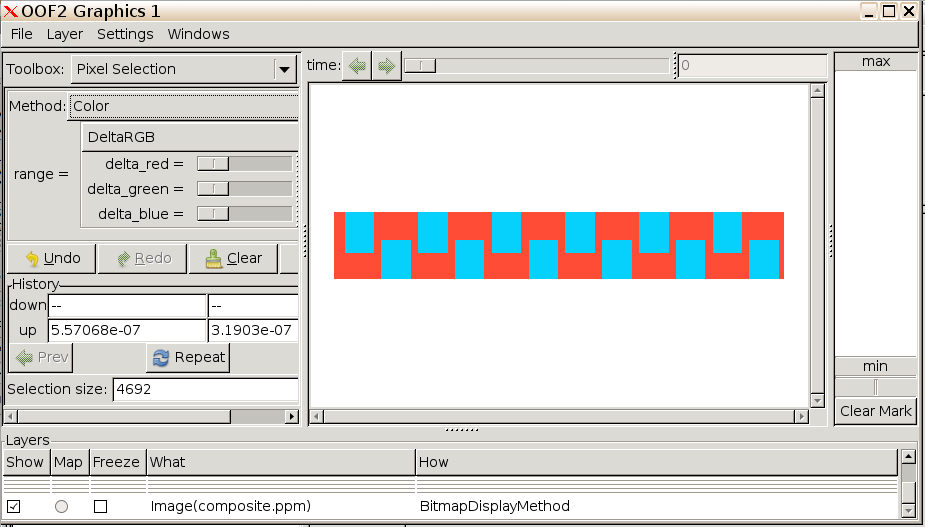 OOF2 Graphics 1
File Layer Settings Windows
Toolbox: Pixel Selection
time: 0
max
Method: Color
DeltaRGB
range =
delta_red =
delta_green =
delta_blue =
Undo Redo Clear
History
down -- --
up 5.57068e-07 3.1903e-07
Prev Repeat
Selection size: 4692
min
Clear Mark
Layers
Show Map Freeze What How
Image(composite.ppm) BitmapDisplayMethod